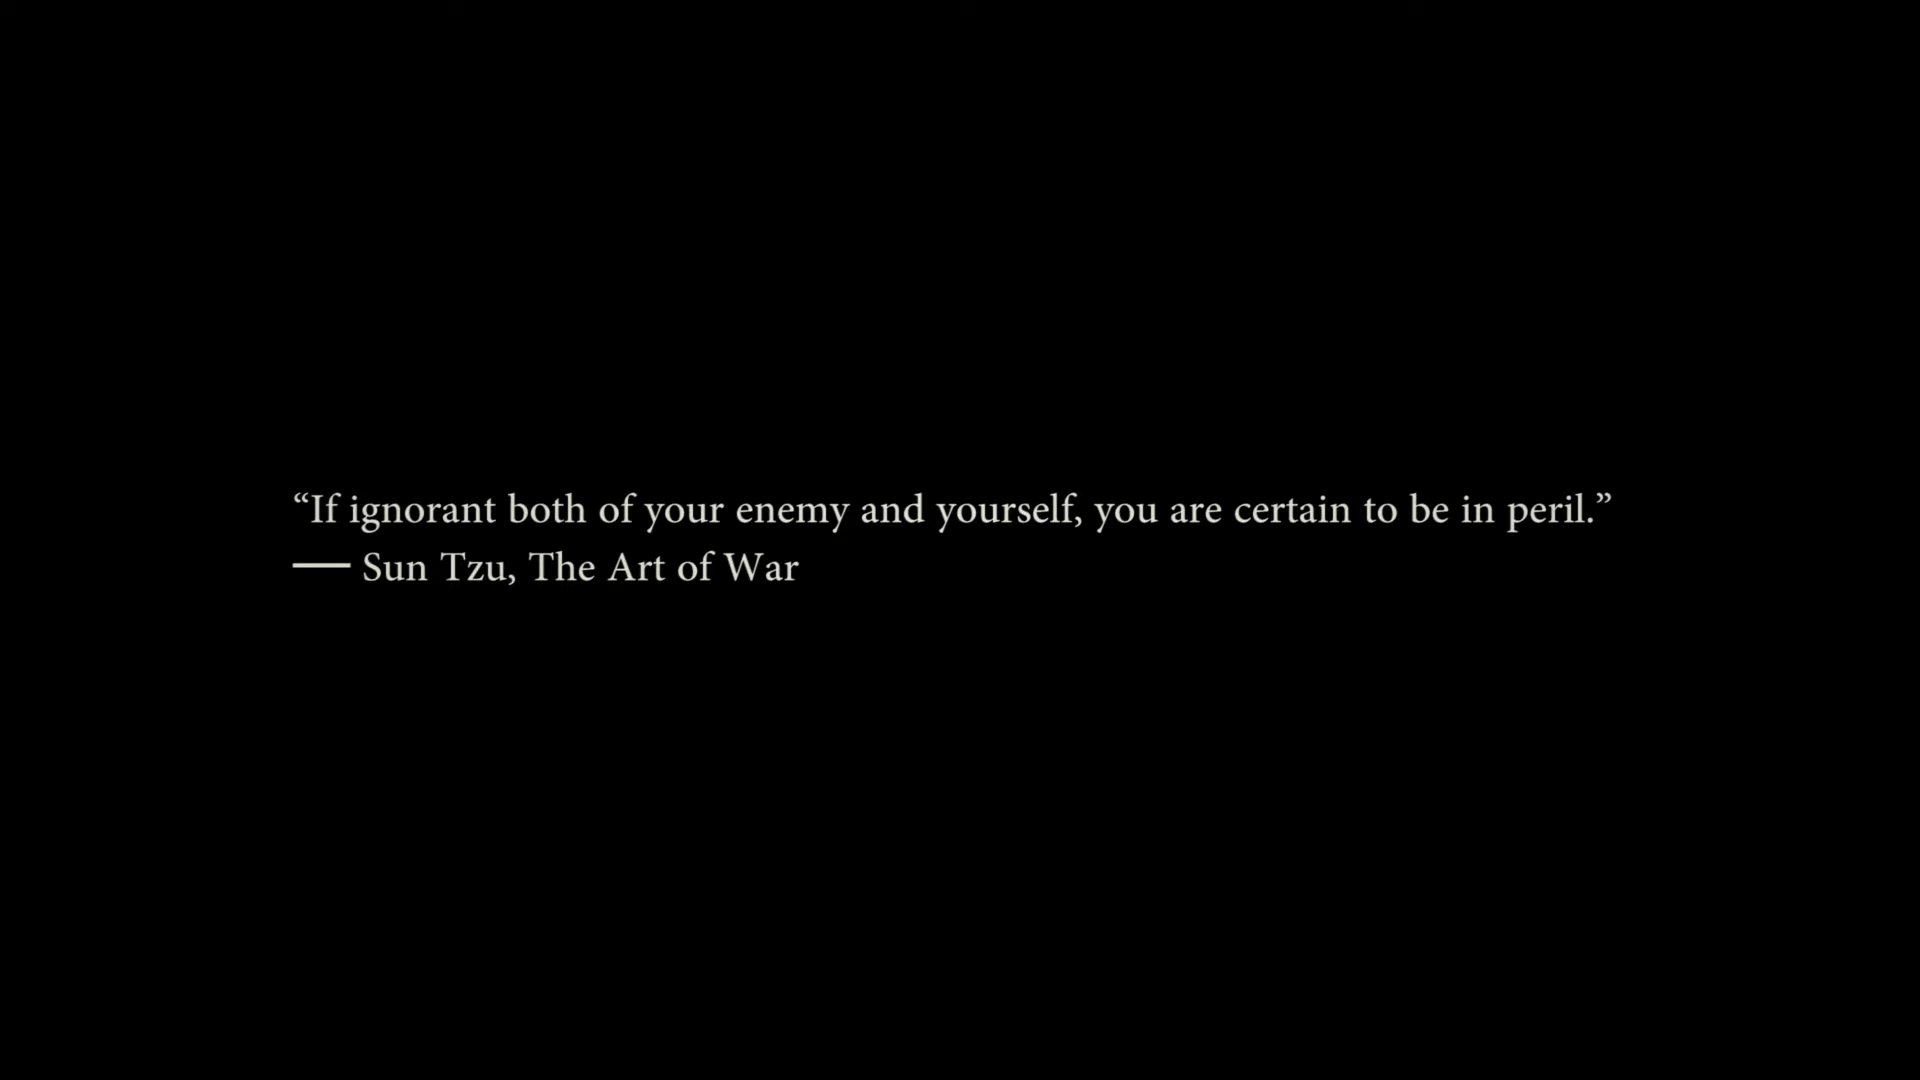 “If ignorant both of your enemy and yourself, you are certain to be in peril.”
— Sun Tzu, The Art of War